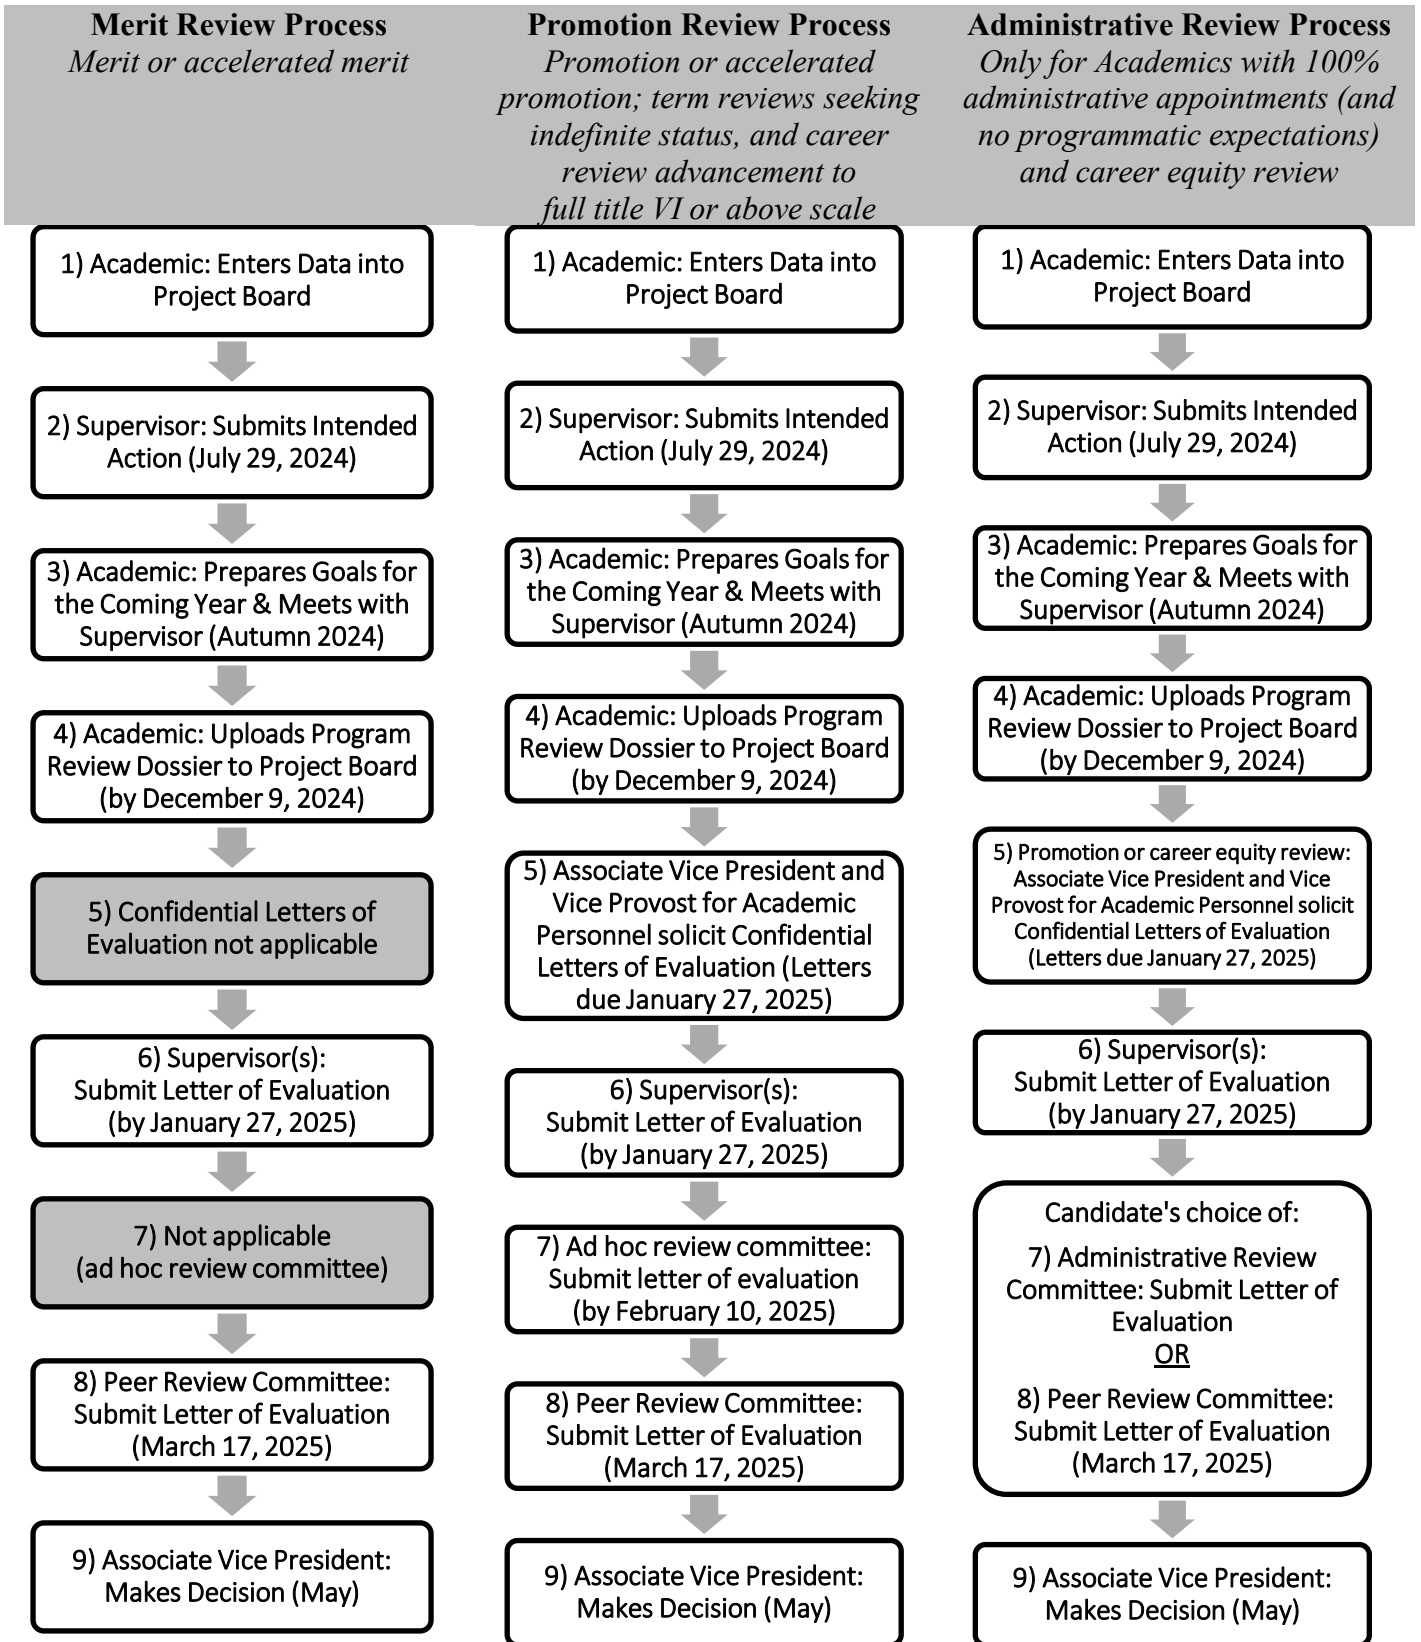 Merit Review Process
Merit or accelerated merit
1) Academic: Enters Data into
Project Board
2) Supervisor: Submits Intended
Action (July 29, 2024)
3) Academic: Prepares Goals for
the Coming Year & Meets with
Supervisor (Autumn 2024)
4) Academic: Uploads Program
Review Dossier to Project Board
(by December 9, 2024)
5) Confidential Letters of
Evaluation not applicable
6) Supervisor(s):
Submit Letter of Evaluation
(by January 27, 2025)
7) Not applicable
(ad hoc review committee)
8) Peer Review Committee:
Submit Letter of Evaluation
(March 17, 2025)
9) Associate Vice President:
Makes Decision (May)
Promotion Review Process
Promotion or accelerated
promotion; term reviews seeking
indefinite status, and career
review advancement to
full title VI or above scale
1) Academic: Enters Data into
Project Board
2) Supervisor: Submits Intended
Action (July 29, 2024)
3) Academic: Prepares Goals for
the Coming Year & Meets with
Supervisor (Autumn 2024)
4) Academic: Uploads Program
Review Dossier to Project Board
(by December 9, 2024)
5) Associate Vice President and
Vice Provost for Academic
Personnel solicit Confidential
Letters of Evaluation (Letters
due January 27, 2025)
6) Supervisor(s):
Submit Letter of Evaluation
(by January 27, 2025)
7) Ad hoc review committee:
Submit letter of evaluation
(by February 10, 2025)
8) Peer Review Committee:
Submit Letter of Evaluation
(March 17, 2025)
9) Associate Vice President:
Makes Decision (May)
Administrative Review Process
Only for Academics with 100%
administrative appointments (and
no programmatic expectations)
and career equity review
1) Academic: Enters Data into
Project Board
2) Supervisor: Submits Intended
Action (July 29, 2024)
3) Academic: Prepares Goals for
the Coming Year & Meets with
Supervisor (Autumn 2024)
4) Academic: Uploads Program
Review Dossier to Project Board
(by December 9, 2024)
5) Promotion or career equity review:
Associate Vice President and Vice
Provost for Academic Personnel solicit
Confidential Letters of Evaluation
(Letters due January 27, 2025)
6) Supervisor(s):
Submit Letter of Evaluation
(by January 27, 2025)
Candidate's choice of:
7) Administrative Review
Committee: Submit Letter of
Evaluation
OR
8) Peer Review Committee:
Submit Letter of Evaluation
(March 17, 2025)
9) Associate Vice President:
Makes Decision (May)